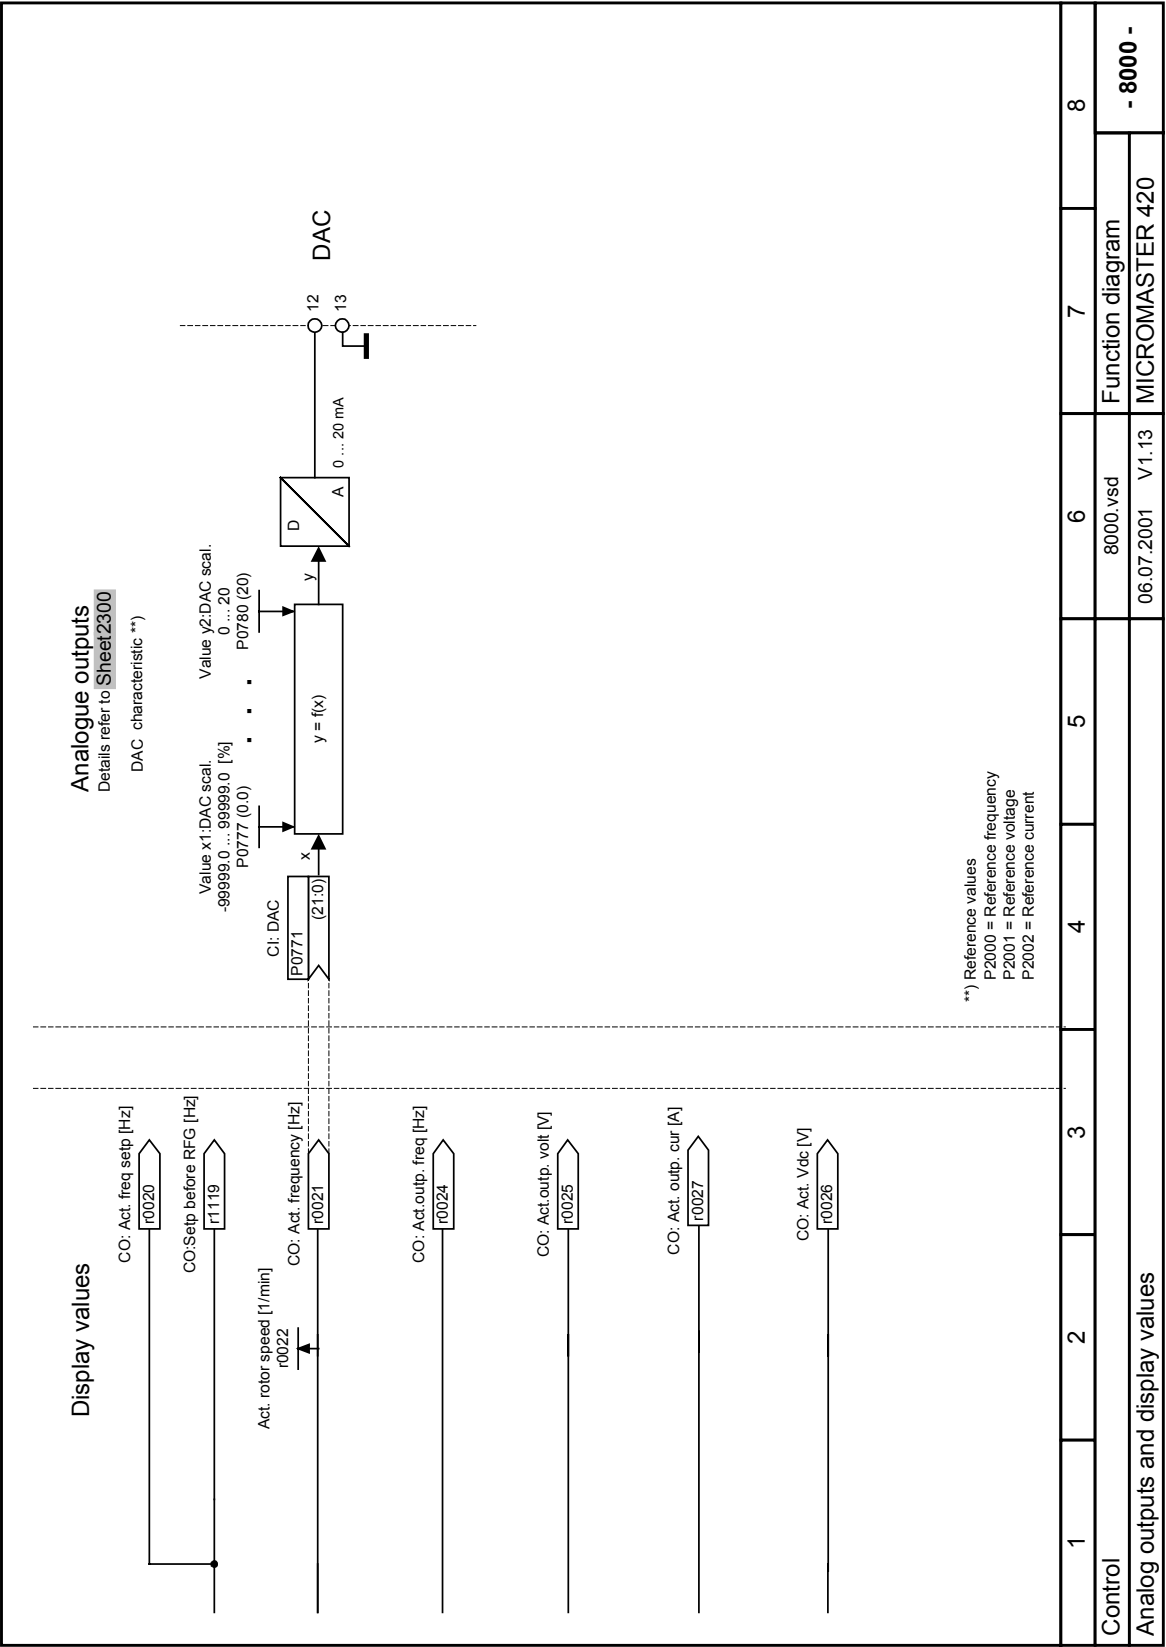 Display values
CO: Act. freq setp [Hz]
r0020
CO:Setp before RFG [Hz]
r1119
Act. rotor speed [1/min]
r0022
CO: Act. frequency [Hz]
r0021
CO: Act.outp. freq [Hz]
r0024
CO: Act.outp. volt [V]
r0025
CO: Act. outp. cur [A]
r0027
CO: Act. Vdc [V]
r0026
Analogue outputs
Details refer to Sheet2300
DAC characteristic **)
Value x1:DAC scal.
-99999.0 ... 99999.0 [%]
P0777 (0.0)
. . .
Value y2:DAC scal.
0 ... 20
P0780 (20)
CI: DAC
P0771
(21:0)
x
y = f(x)
y
D
A
0 ... 20 mA
12
13
DAC
**) Reference values
P2000 = Reference frequency
P2001 = Reference voltage
P2002 = Reference current
1 2 3 4 5 6 7 8
Control
8000.vsd
Function diagram
- 8000 -
Analog outputs and display values
06.07.2001 V1.13
MICROMASTER 420